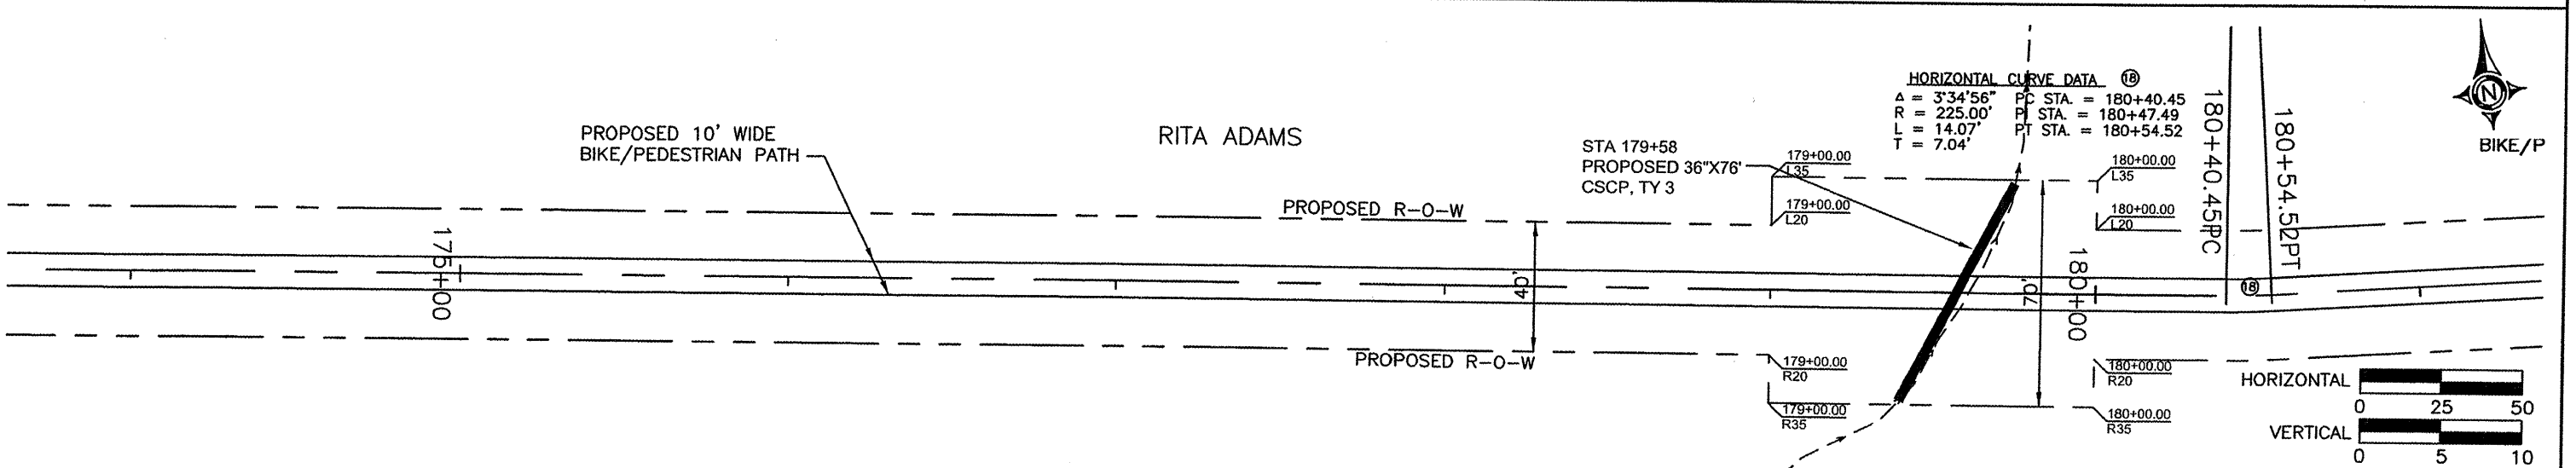 PROPOSED 10' WIDE
BIKE/PEDESTRIAN PATH
RITA ADAMS
HORIZONTAL CURVE DATA 18
Δ = 3°34'56" PC STA. = 180+40.45
R = 225.00' PI STA. = 180+47.49
L = 14.07' PT STA. = 180+54.52
T = 7.04'
STA 179+58
PROPOSED 36"X76'
CSCP, TY 3
179+00.00
L35
179+00.00
L20
180+00.00
L35
180+00.00
L20
180+40.45PC
180+54.52PT
N
BIKE/P
PROPOSED R-O-W
175+00
40'
70'
180+00
18
PROPOSED R-O-W
179+00.00
R20
179+00.00
R35
180+00.00
R20
180+00.00
R35
HORIZONTAL
0 25 50
VERTICAL
0 5 10